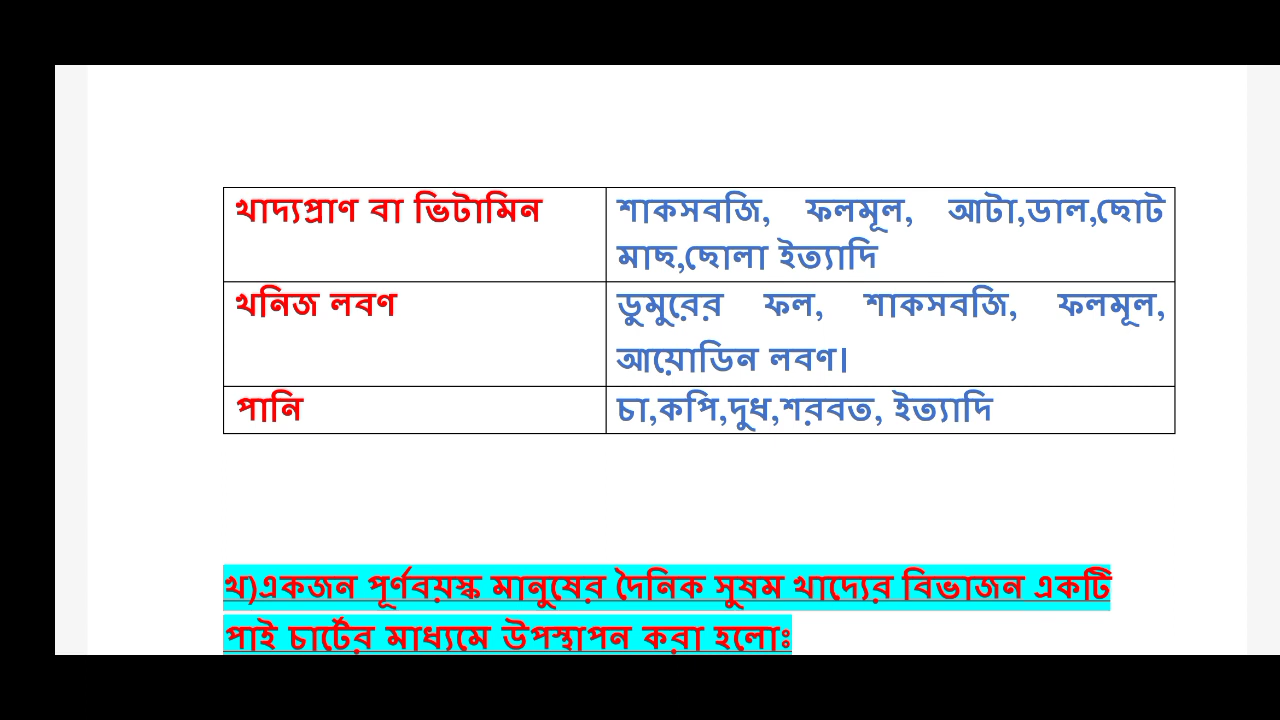 খাদ্যপ্রাণ বা ভিটামিন
শাকসবজি, ফলমূল, আটা,ডাল,ছোট
মাছ,ছোলা ইত্যাদি
খনিজ লবণ
ডুমুরের ফল, শাকসবজি, ফলমূল,
আয়োডিন লবণ।
পানি
চা,কপি,দুধ,শরবত, ইত্যাদি
খ)একজন পূর্ণবয়স্ক মানুষের দৈনিক সুষম খাদ্যের বিভাজন একটি
পাই চার্টের মাধ্যমে উপস্থাপন করা হলোঃ